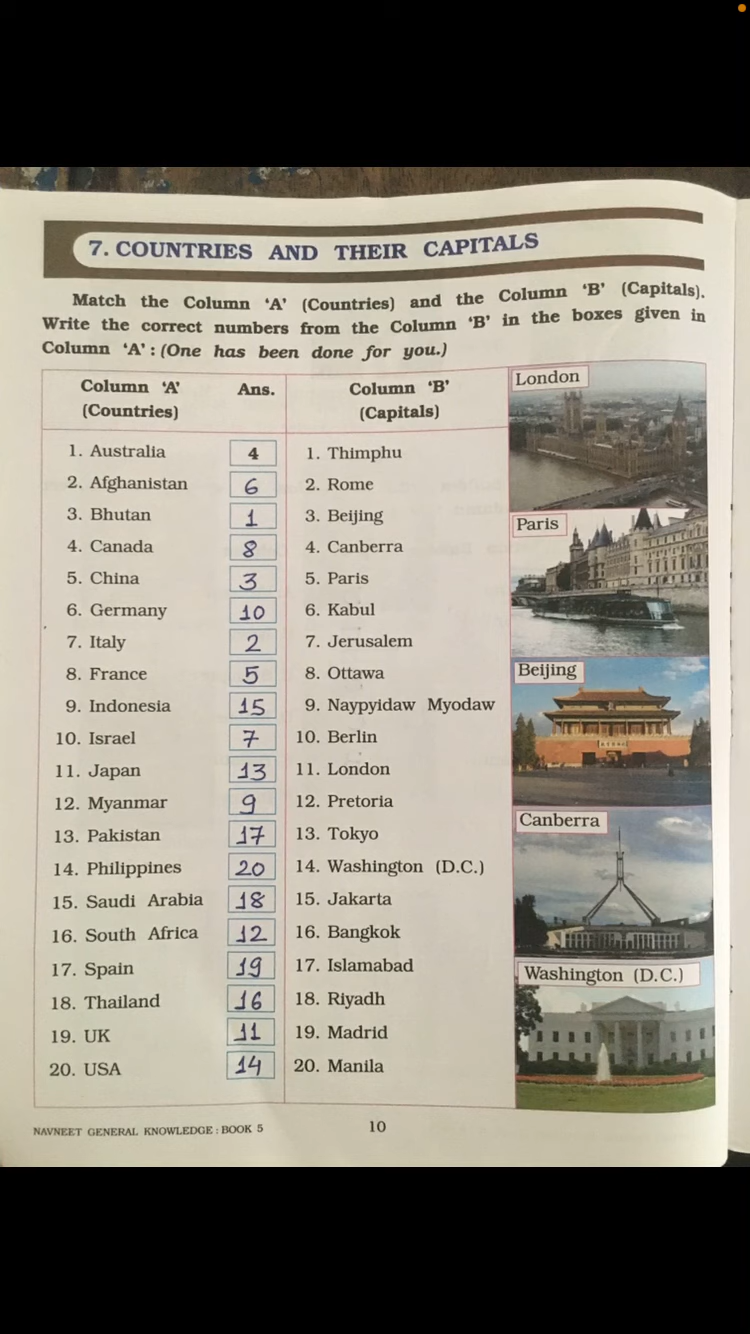 7. COUNTRIES AND THEIR CAPITALS
Match the Column 'A' (Countries) and the Column 'B' (Capitals).
Write the correct numbers from the Column 'B' in the boxes given in
Column 'A' : (One has been done for you.)
Column 'A' Ans. Column 'B' London
(Countries) (Capitals)
1. Australia 4 1. Thimphu
2. Afghanistan 6 2. Rome
3. Bhutan 1 3. Beijing Paris
4. Canada 8 4. Canberra
5. China 3 5. Paris
6. Germany 10 6. Kabul
7. Italy 2 7. Jerusalem
8. France 5 8. Ottawa Beijing
9. Indonesia 15 9. Naypyidaw Myodaw
10. Israel 7 10. Berlin
11. Japan 13 11. London
12. Myanmar 9 12. Pretoria
13. Pakistan 17 13. Tokyo Canberra
14. Philippines 20 14. Washington (D.C.)
15. Saudi Arabia 18 15. Jakarta
16. South Africa 12 16. Bangkok
17. Spain 19 17. Islamabad Washington (D.C.)
18. Thailand 16 18. Riyadh
19. UK 11 19. Madrid
20. USA 14 20. Manila
NAVNEET GENERAL KNOWLEDGE : BOOK 5 10